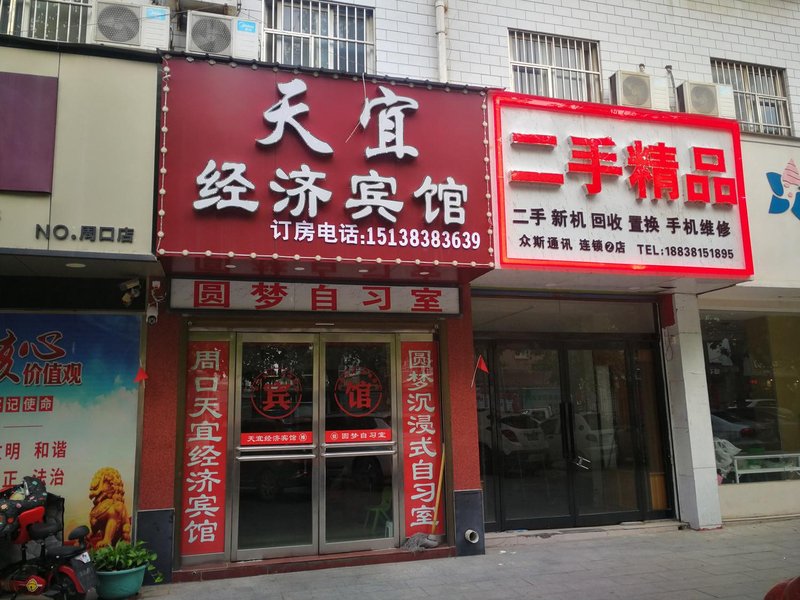 NO.周口店
天宜
经济宾馆
订房电话:15138383639
圆梦自习室
周口天宜经济宾馆
宾
馆
天宜经济宾馆
圆梦自习室
圆梦沉浸式自习室
二手精品
二手 新机 回收 置换 手机维修
众斯通讯 连锁②店 TEL:18838151895
心
价值观
记使命
明 和谐
正 法治